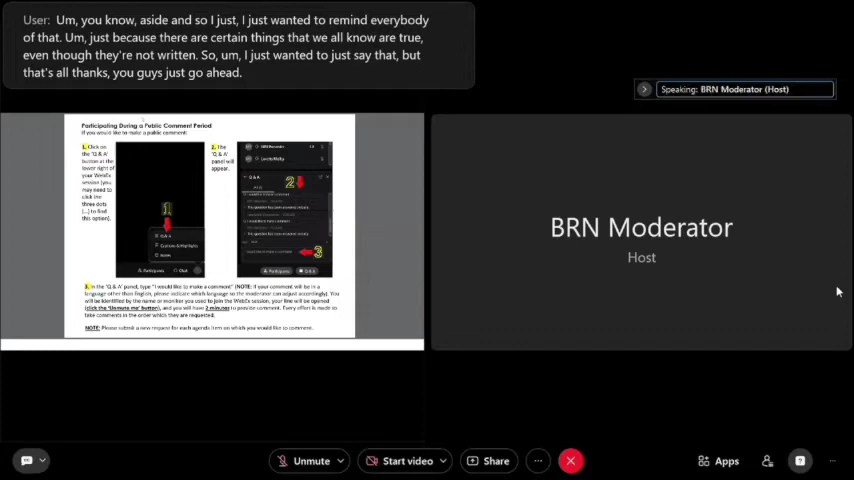 User: Um, you know, aside and so I just, I just wanted to remind everybody
of that. Um, just because there are certain things that we all know are true,
even though they're not written. So, um, I just wanted to just say that, but
that's all thanks, you guys just go ahead.
Speaking: BRN Moderator (Host)
Participating During a Public Comment Period
If you would like to make a public comment:
1. Click on
the 'Q & A'
button at the
lower right of
your WebEx
session (you
may need to
click the
three dots
(...) to find
this option).
1
Participants
Chat
2. The
'Q & A'
panel will
appear.
BRN Moderator
Q & A
2
3
Participants
Q & A
3. In the 'Q & A' panel, type "I would like to make a comment" (NOTE: If your comment will be in a
language other than English, please indicate which language so the moderator can adjust accordingly). You
will be identified by the name or moniker you used to join the WebEx session, your line will be opened
(click the 'Unmute me' button), and you will have 2 minutes to provide comment. Every effort is made to
take comments in the order which they are requested.
NOTE: Please submit a new request for each agenda item on which you would like to comment.
BRN Moderator
Host
Unmute
Start video
Share
Apps